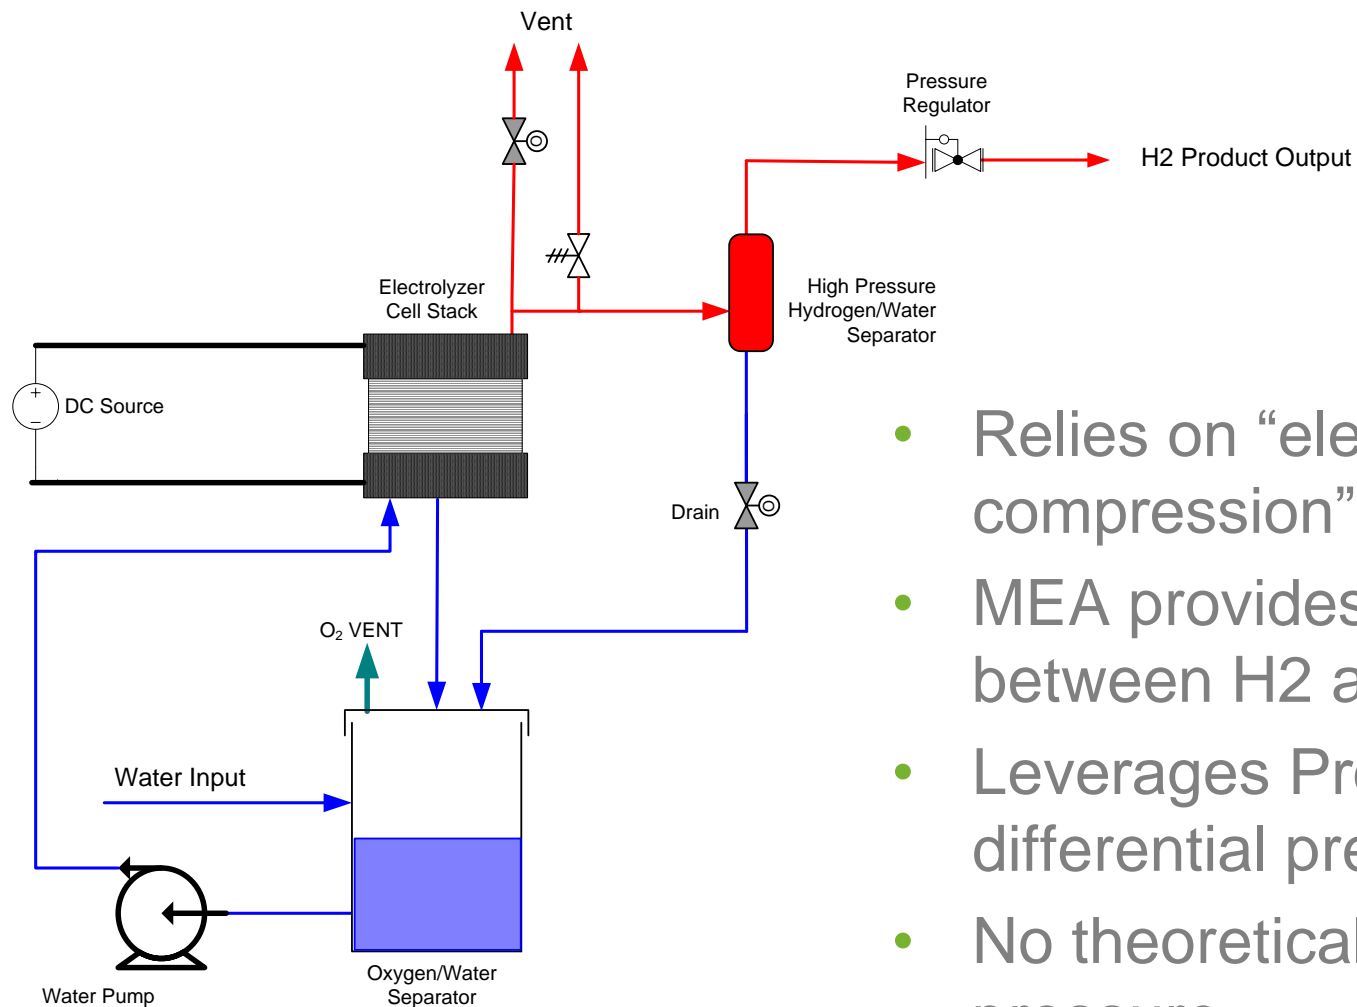 Vent
Pressure
Regulator
H2 Product Output
Electrolyzer
Cell Stack
High Pressure
Hydrogen/Water
Separator
+
−
DC Source
Drain
O₂ VENT
Water Input
Water Pump
Oxygen/Water
Separator
• Relies on “ele
compression”
• MEA provides
between H2 a
• Leverages Pr
differential pre
• No theoretical